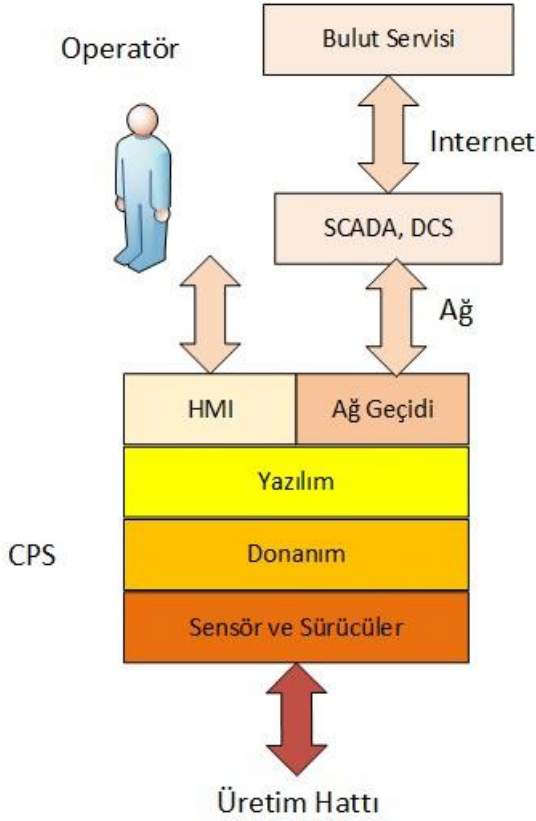 Operatör
Bulut Servisi
Internet
SCADA, DCS
Ağ
HMI
Ağ Geçidi
Yazılım
CPS
Donanım
Sensör ve Sürücüler
Üretim Hattı